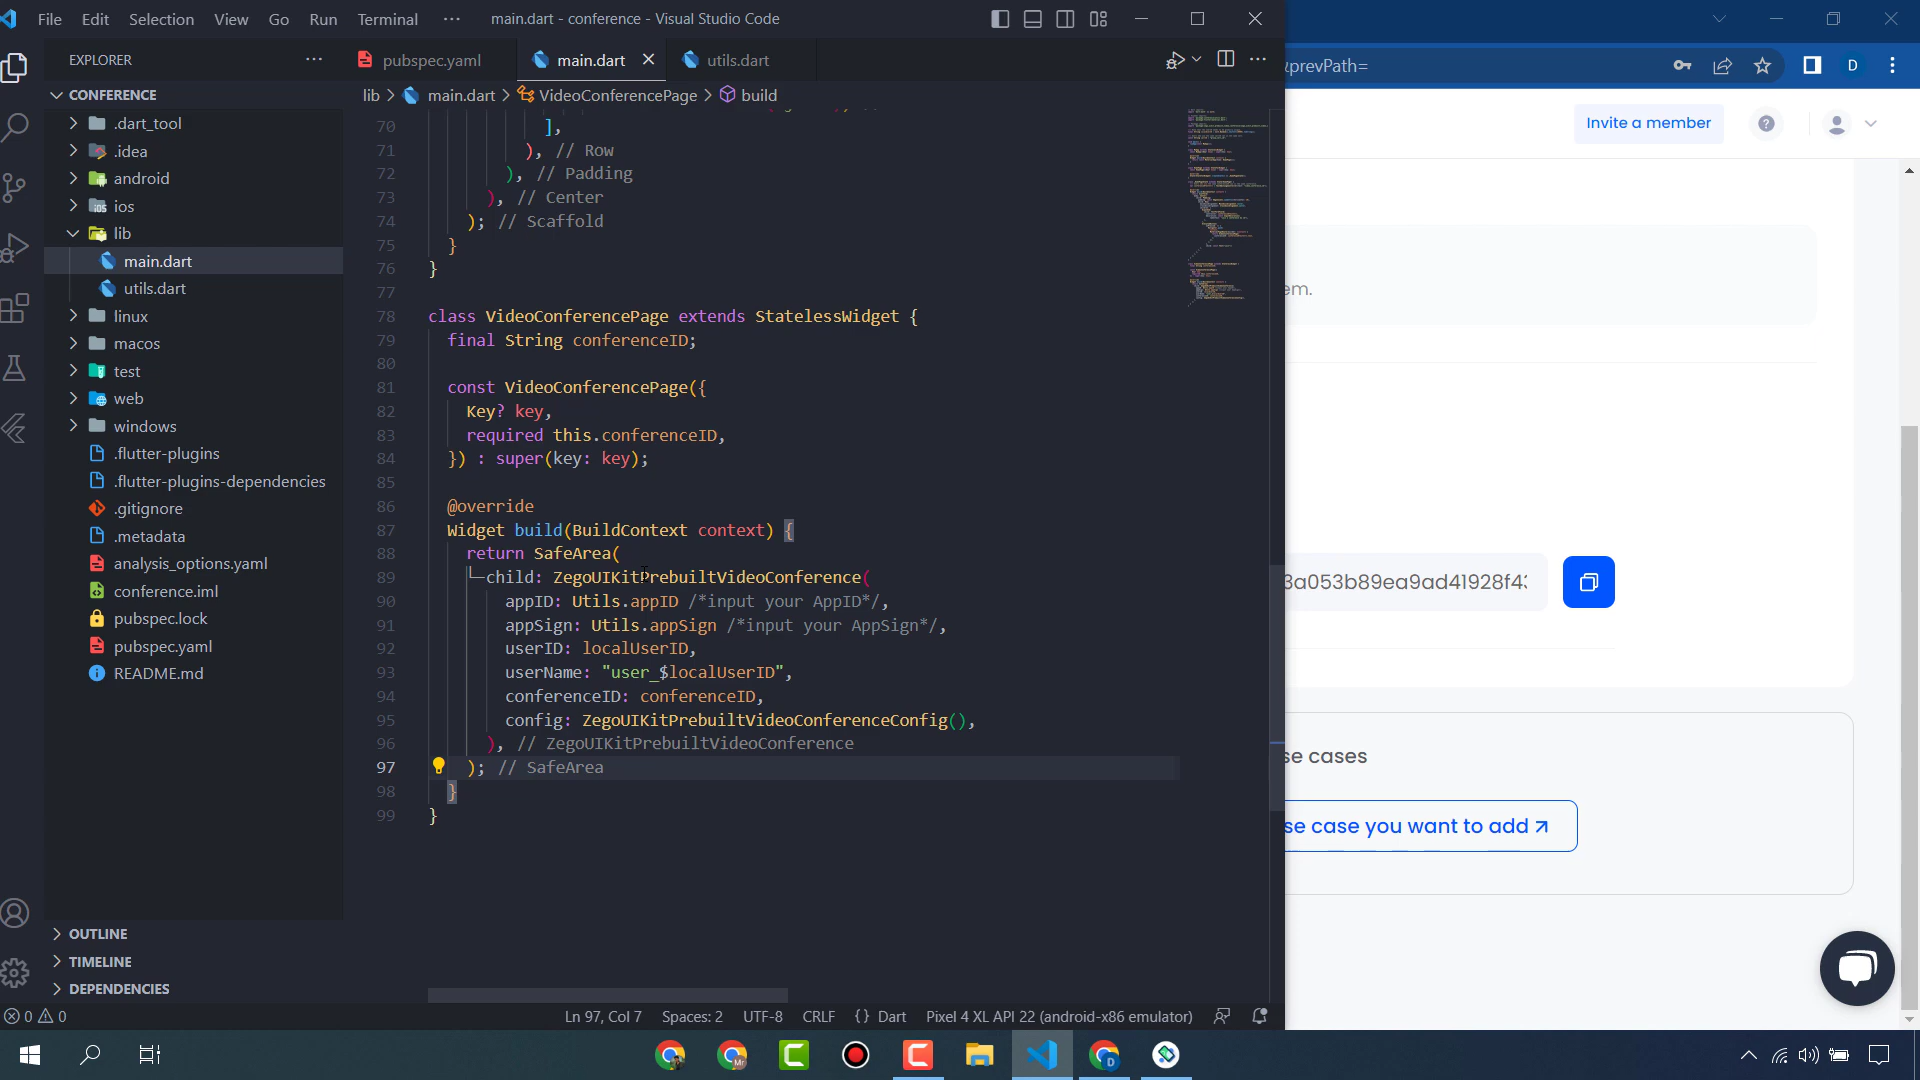 File Edit Selection View Go Run Terminal ··· main.dart - conference - Visual Studio Code
EXPLORER ···
pubspec.yaml main.dart utils.dart
CONFERENCE
.dart_tool
.idea
android
ios
lib
main.dart
utils.dart
linux
macos
test
web
windows
.flutter-plugins
.flutter-plugins-dependencies
.gitignore
.metadata
analysis_options.yaml
conference.iml
pubspec.lock
pubspec.yaml
README.md
OUTLINE
TIMELINE
DEPENDENCIES
lib > main.dart > VideoConferencePage > build
70 ],
71 ), // Row
72 ), // Padding
73 ), // Center
74 ); // Scaffold
75 }
76 }
77
78 class VideoConferencePage extends StatelessWidget {
79 final String conferenceID;
80
81 const VideoConferencePage({
82 Key? key,
83 required this.conferenceID,
84 }) : super(key: key);
85
86 @override
87 Widget build(BuildContext context) {
88 return SafeArea(
89 child: ZegoUIKitPrebuiltVideoConference(
90 appID: Utils.appID /*input your AppID*/,
91 appSign: Utils.appSign /*input your AppSign*/,
92 userID: localUserID,
93 userName: "user_$localUserID",
94 conferenceID: conferenceID,
95 config: ZegoUIKitPrebuiltVideoConferenceConfig(),
96 ), // ZegoUIKitPrebuiltVideoConference
97 ); // SafeArea
98 }
99 }
0 0 Ln 97, Col 7 Spaces: 2 UTF-8 CRLF {} Dart Pixel 4 XL API 22 (android-x86 emulator)
prevPath=
D
Invite a member
em.
3a053b89ea9ad41928f4
se cases
se case you want to add